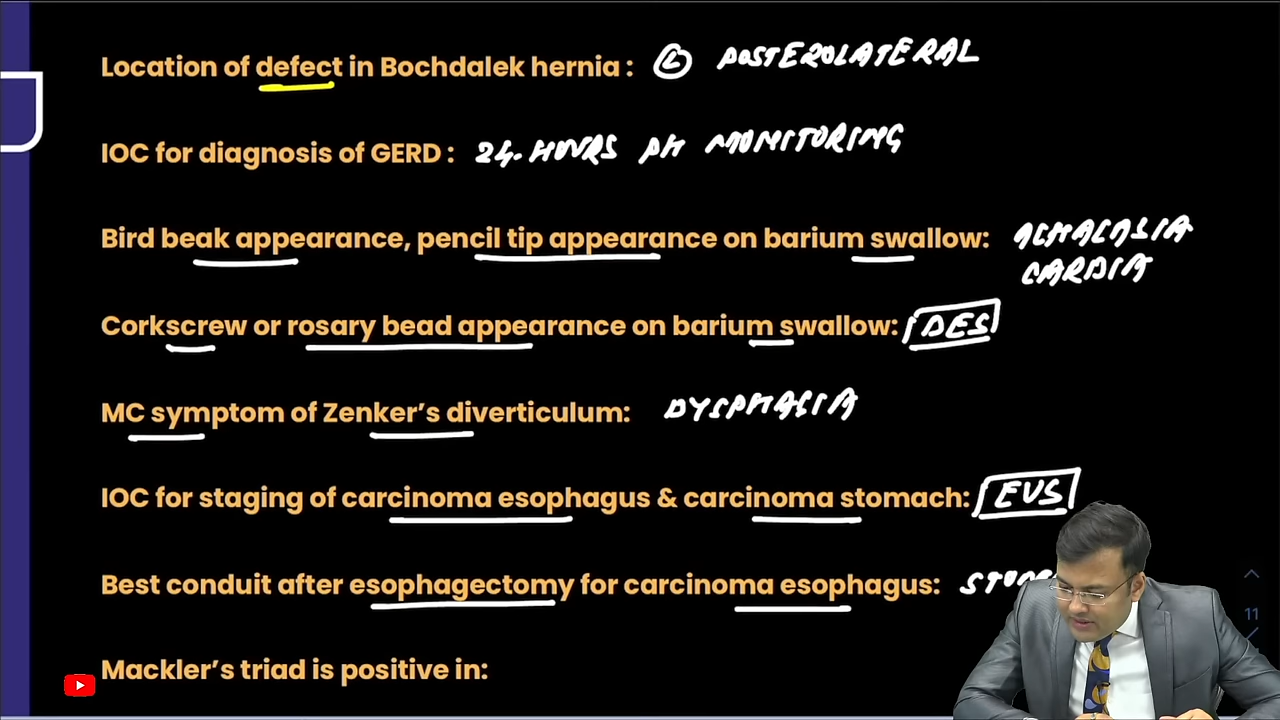 Location of defect in Bochdalek hernia : Ⓛ POSTEROLATERAL
IOC for diagnosis of GERD : 24. HOURS PH MONITORING
Bird beak appearance, pencil tip appearance on barium swallow: ACHALASIA
CARDIA
Corkscrew or rosary bead appearance on barium swallow: DES
MC symptom of Zenker’s diverticulum: DYSPHAGIA
IOC for staging of carcinoma esophagus & carcinoma stomach: EUS
Best conduit after esophagectomy for carcinoma esophagus:
11
Mackler’s triad is positive in: